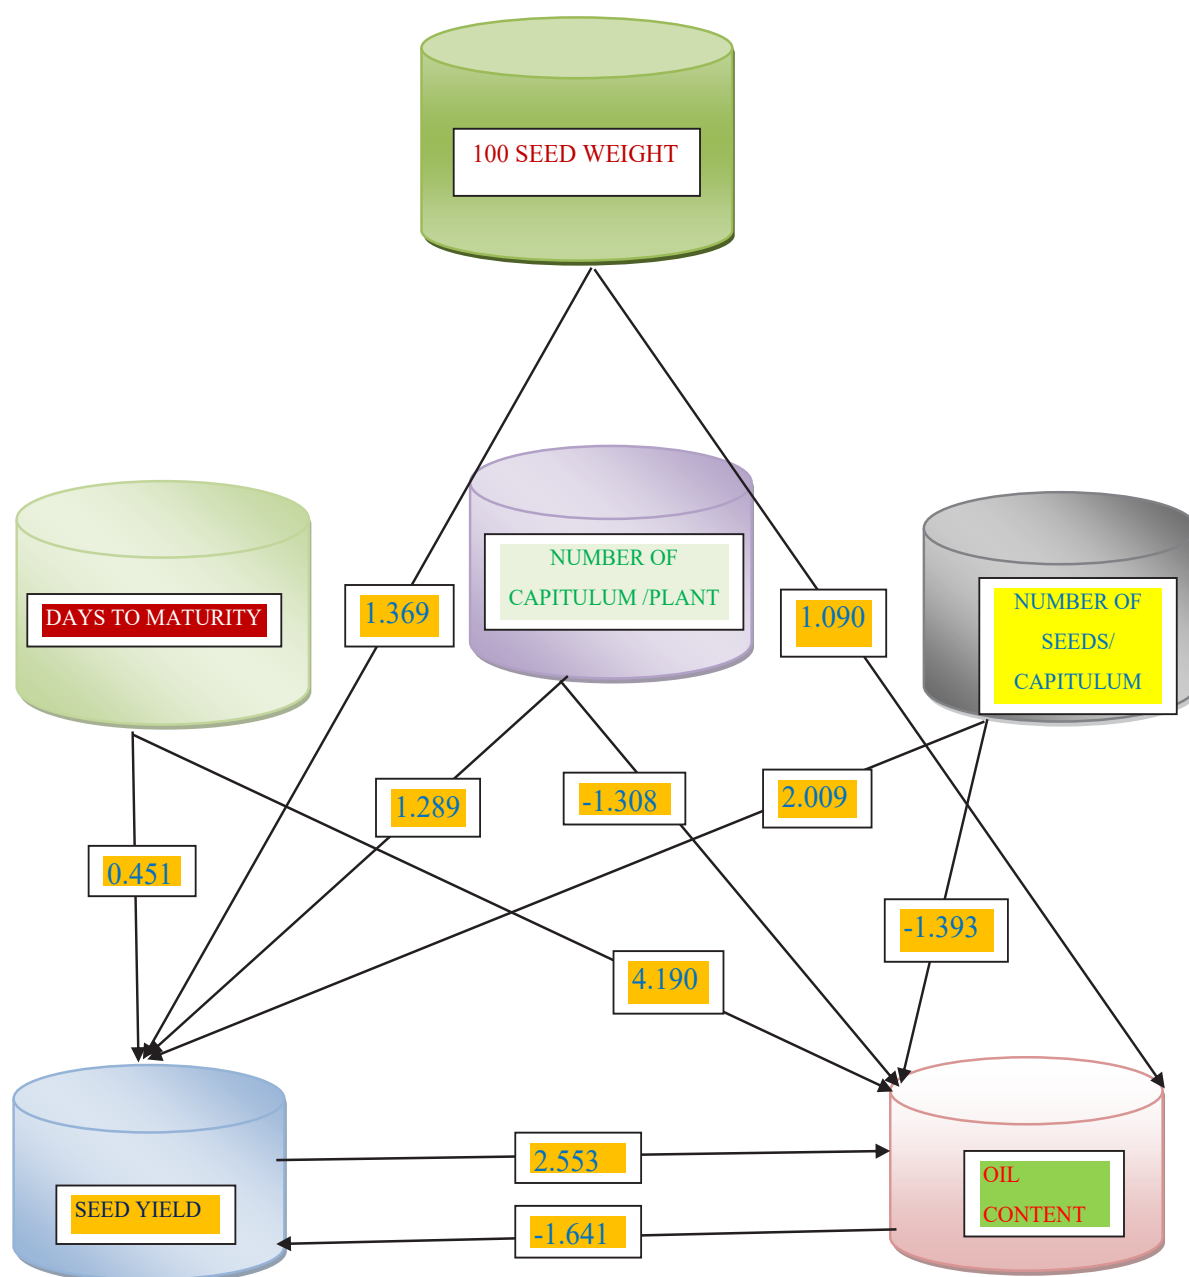 100 SEED WEIGHT
NUMBER OF
CAPITULUM /PLANT
DAYS TO MATURITY
NUMBER OF
SEEDS/
CAPITULUM
1.369
1.090
1.289
-1.308
2.009
0.451
-1.393
4.190
2.553
SEED YIELD
OIL
CONTENT
-1.641